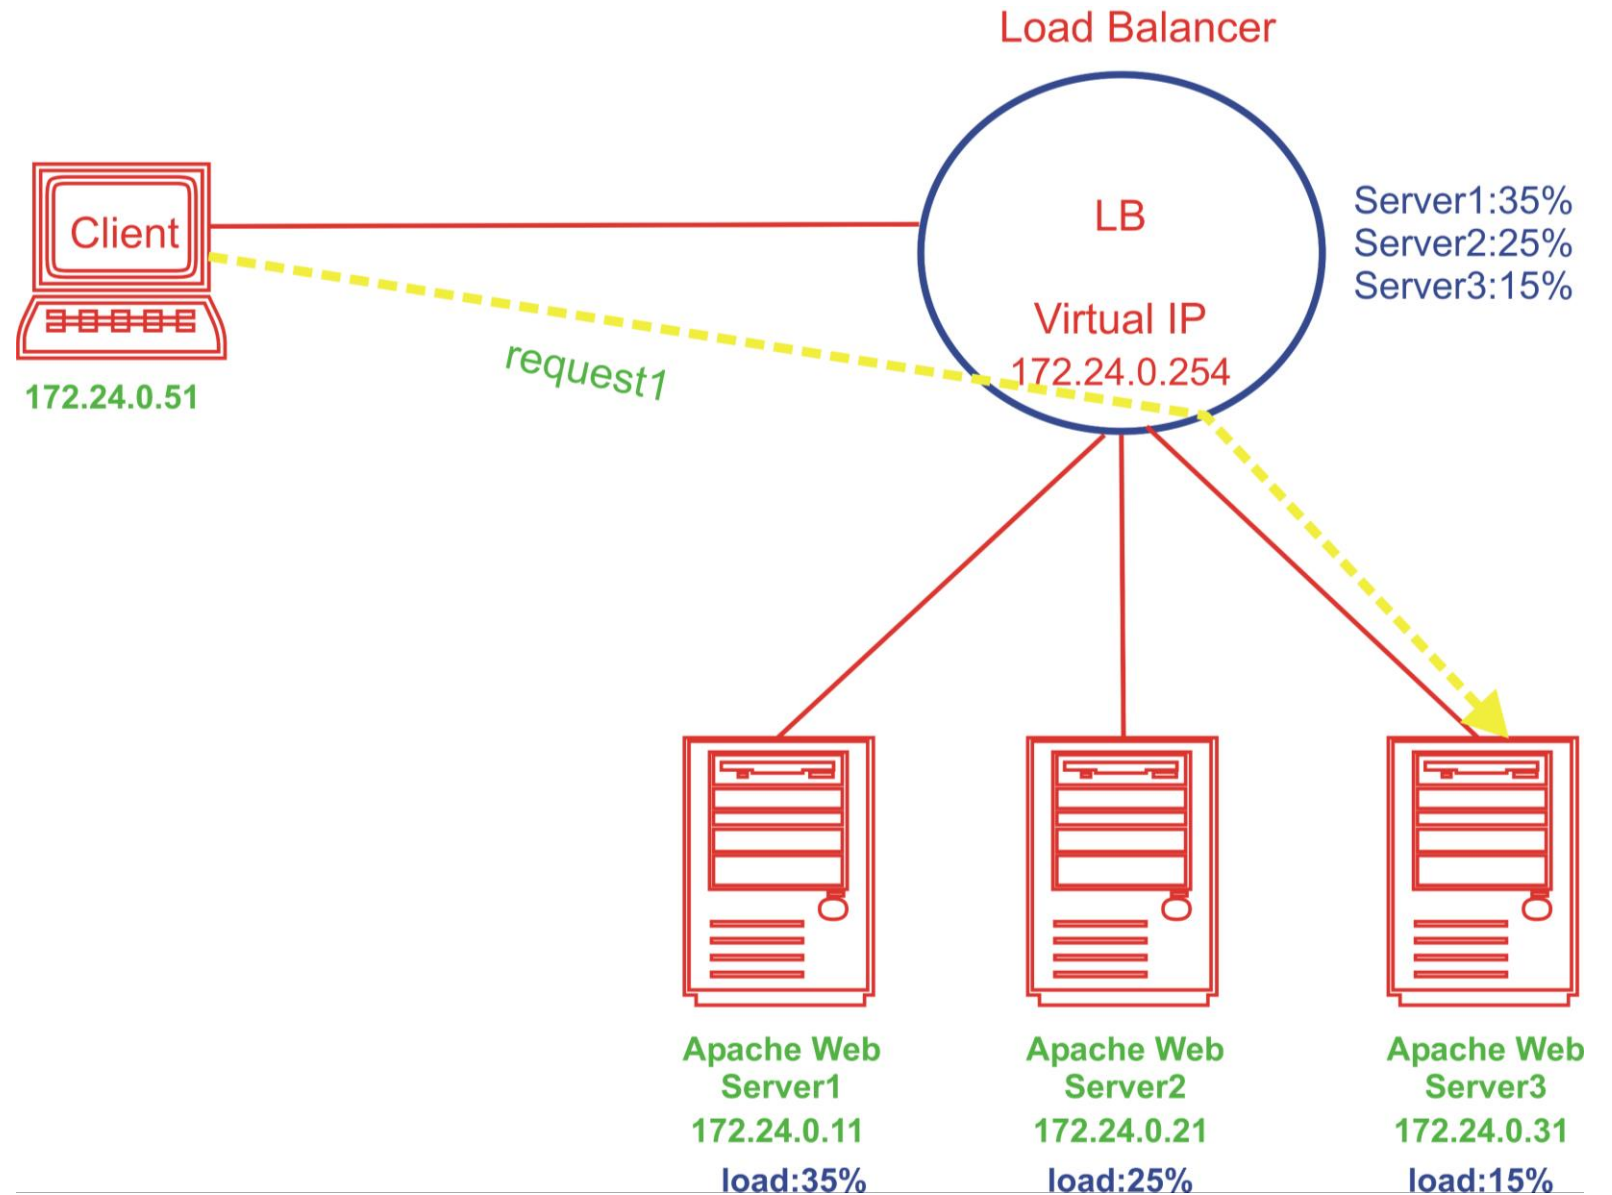 Load Balancer
Client
172.24.0.51
request1
LB
Virtual IP
172.24.0.254
Server1:35%
Server2:25%
Server3:15%
Apache Web
Server1
172.24.0.11
load:35%
Apache Web
Server2
172.24.0.21
load:25%
Apache Web
Server3
172.24.0.31
load:15%